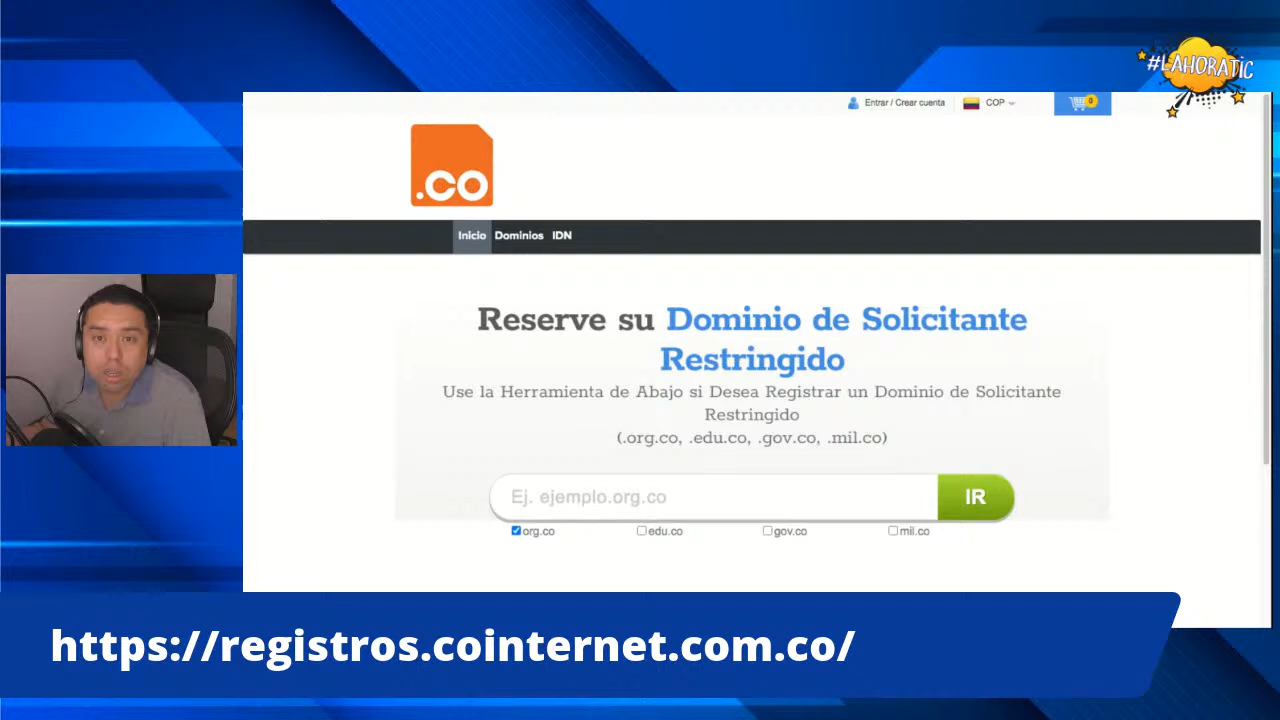 #LAHORATIC
Entrar / Crear cuenta
COP
0
.co
Inicio Dominios IDN
Reserve su Dominio de Solicitante
Restringido
Use la Herramienta de Abajo si Desea Registrar un Dominio de Solicitante
Restringido
(.org.co, .edu.co, .gov.co, .mil.co)
Ej. ejemplo.org.co
IR
org.co edu.co gov.co mil.co
https://registros.cointernet.com.co/